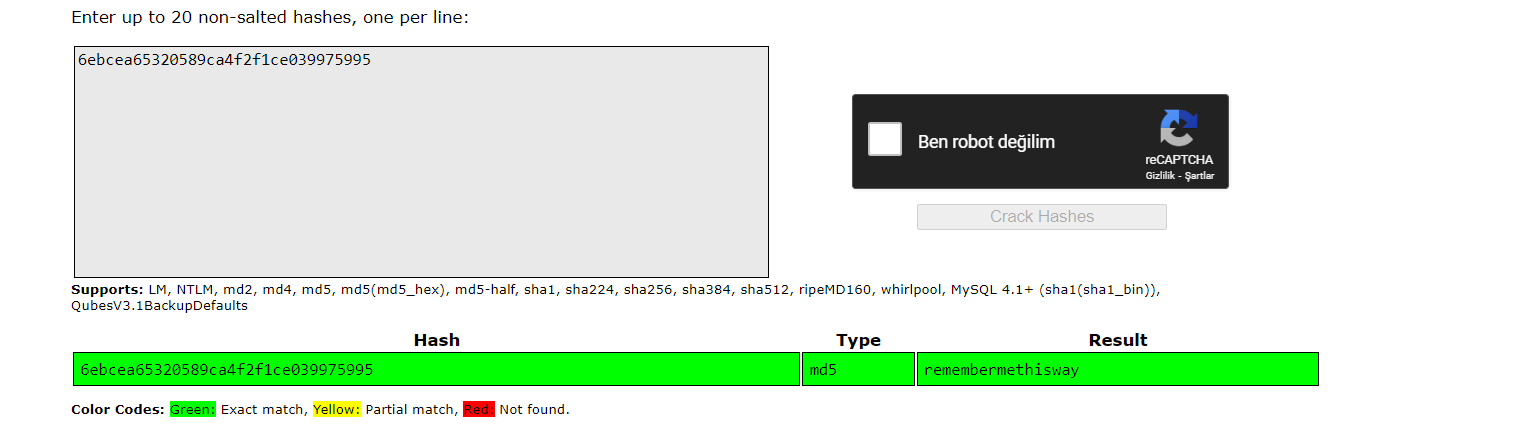 Enter up to 20 non-salted hashes, one per line:
6ebcea65320589ca4f2f1ce039975995
Ben robot değilim
reCAPTCHA
Gizlilik - Şartlar
Crack Hashes
Supports: LM, NTLM, md2, md4, md5, md5(md5_hex), md5-half, sha1, sha224, sha256, sha384, sha512, ripeMD160, whirlpool, MySQL 4.1+ (sha1(sha1_bin)),
QubesV3.1BackupDefaults
Hash Type Result
6ebcea65320589ca4f2f1ce039975995 md5 remembermethisway
Color Codes: Green: Exact match, Yellow: Partial match, Red: Not found.